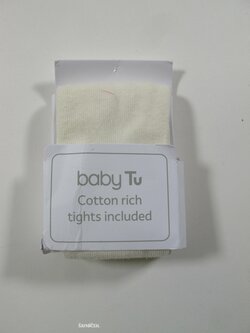 baby Tu
Cotton rich
tights included